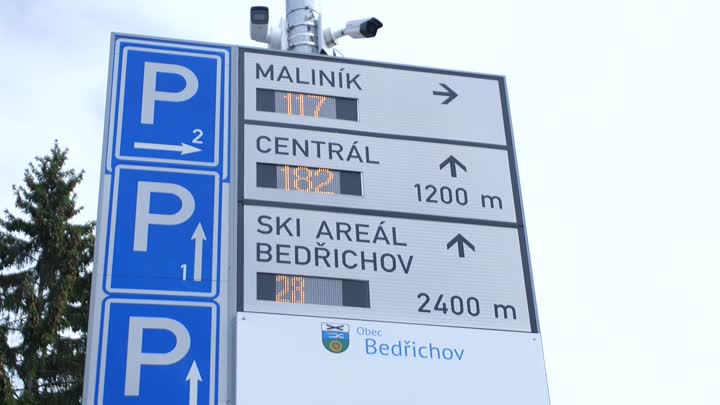 P
2
MALINÍK
117
P
1
CENTRÁL
182
1200 m
P
SKI AREÁL
BEDŘICHOV
28
2400 m
Obec
Bedřichov